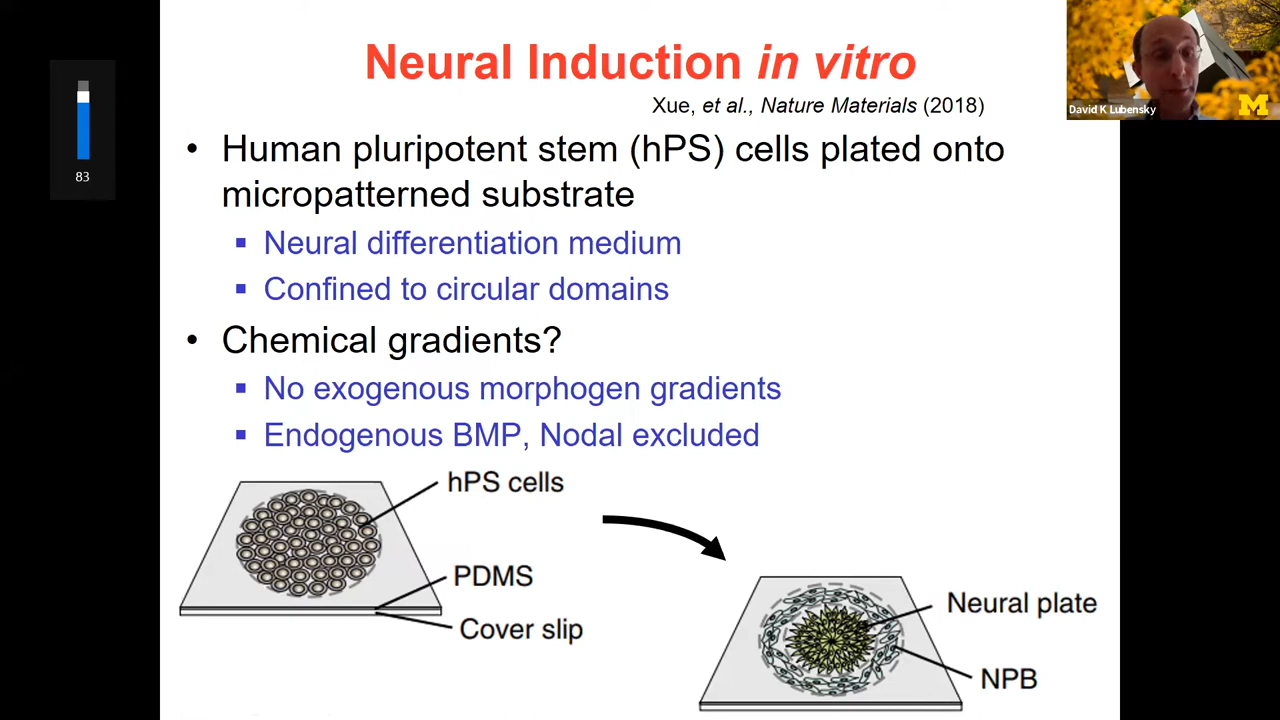 Neural Induction in vitro
Xue, et al., Nature Materials (2018)
David K Lubensky
M
83
• Human pluripotent stem (hPS) cells plated onto
micropatterned substrate
▪ Neural differentiation medium
▪ Confined to circular domains
• Chemical gradients?
▪ No exogenous morphogen gradients
▪ Endogenous BMP, Nodal excluded
hPS cells
PDMS
Cover slip
Neural plate
NPB